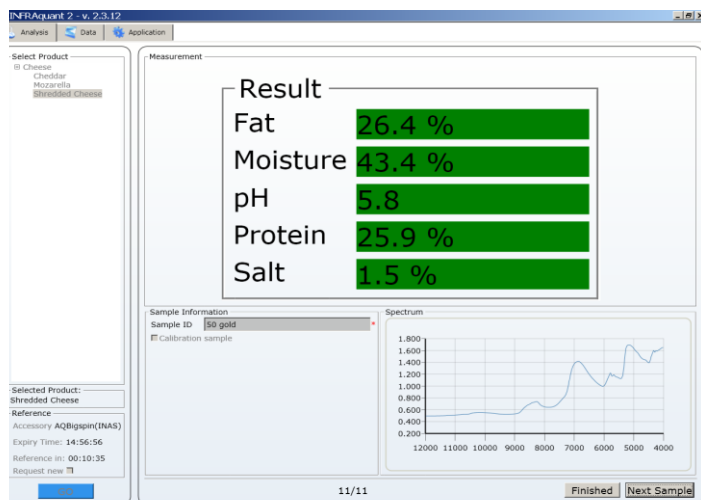 INFRAquant 2 - v. 2.3.12
Analysis Data Application
Select Product
Cheese
Cheddar
Mozarella
Shredded Cheese
Selected Product:
Shredded Cheese
Reference
Accessory AQBigspin(INAS)
Expiry Time: 14:56:56
Reference in: 00:10:35
Request new
GO
Measurement
Result
Fat 26.4 %
Moisture 43.4 %
pH 5.8
Protein 25.9 %
Salt 1.5 %
Sample Information
Sample ID 50 gold *
Calibration sample
Spectrum
1.800
1.600
1.400
1.200
1.000
0.800
0.600
0.400
0.200
12000 11000 10000 9000 8000 7000 6000 5000 4000
11/11
Finished Next Sample